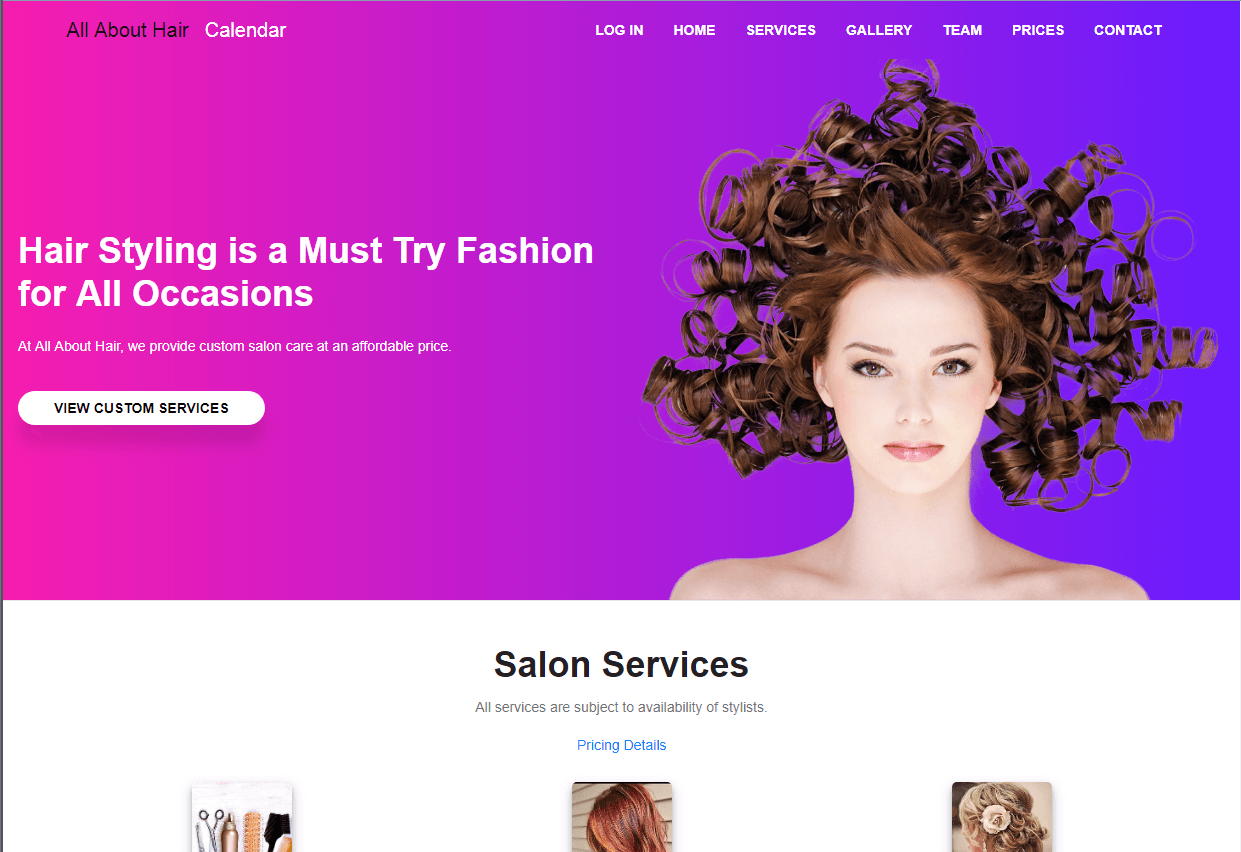 All About Hair Calendar LOG IN HOME SERVICES GALLERY TEAM PRICES CONTACT
Hair Styling is a Must Try Fashion
for All Occasions
At All About Hair, we provide custom salon care at an affordable price.
VIEW CUSTOM SERVICES
Salon Services
All services are subject to availability of stylists.
Pricing Details